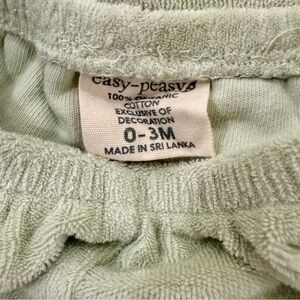 easy-peasy
100% ORGANIC
COTTON
EXCLUSIVE OF
DECORATION
0-3M
MADE IN SRI LANKA